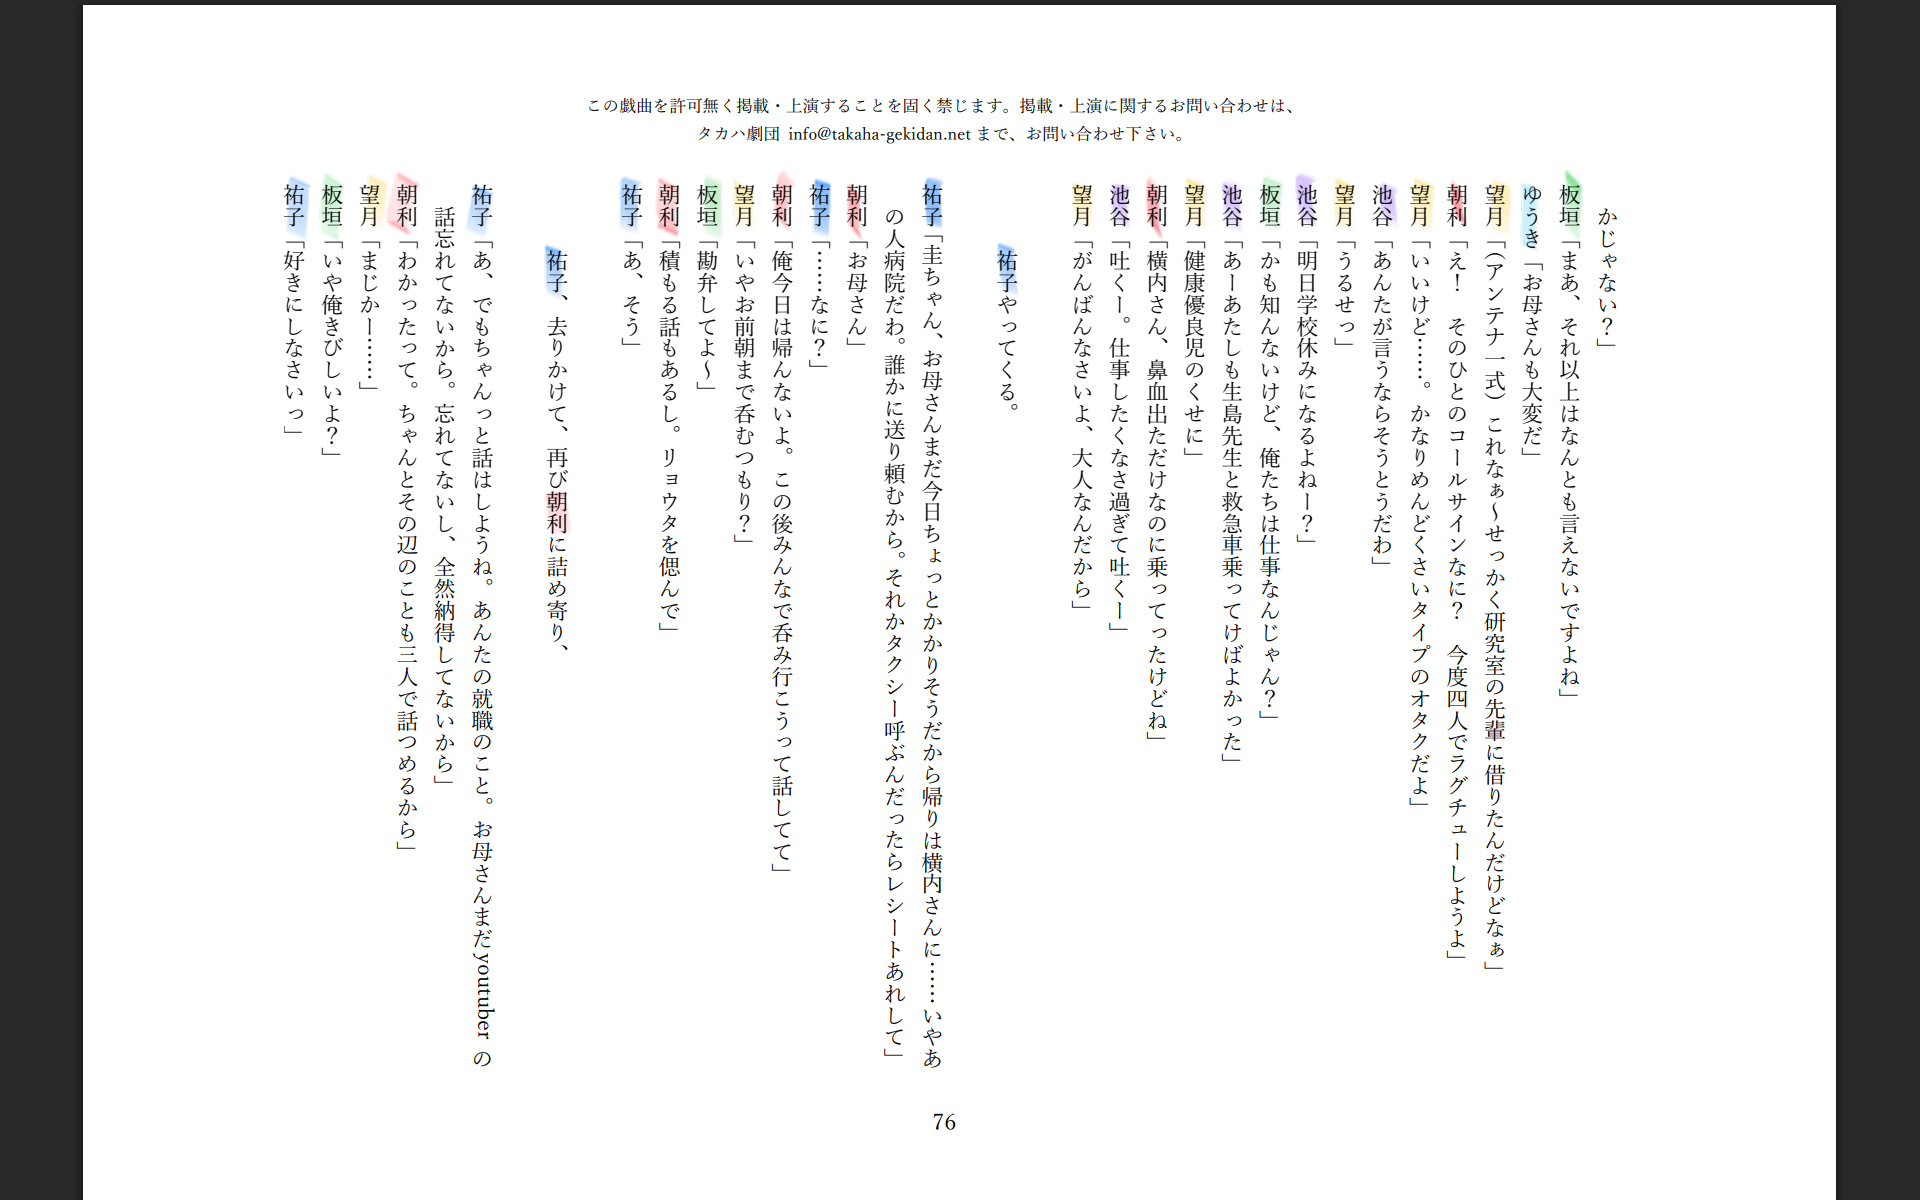 この戯曲を許可無く掲載・上演することを固く禁じます。掲載・上演に関するお問い合わせは、
タカハ劇団 info@takaha-gekidan.net まで、お問い合わせ下さい。
かじゃない？」
板垣「まあ、それ以上はなんとも言えないですよね」
ゆうき「お母さんも大変だ」
望月「(アンテナ一式) これなぁ～せっかく研究室の先輩に借りたんだけどなぁ」
朝利「え！　そのひとのコールサインなに？　今度四人でラグチューしようよ」
望月「いいけど……。かなりめんどくさいタイプのオタクだよ」
池谷「あんたが言うならそうとうだわ」
望月「うるせっ」
池谷「明日学校休みになるよねー？」
板垣「かも知んないけど、俺たちは仕事なんじゃん？」
池谷「あーあたしも生島先生と救急車乗ってけばよかった」
望月「健康優良児のくせに」
朝利「横内さん、鼻血出ただけなのに乗ってったけどね」
池谷「吐くー。仕事したくなさ過ぎて吐くー」
望月「がんばんなさいよ、大人なんだから」
祐子やってくる。
祐子「圭ちゃん、お母さんまだ今日ちょっとかかりそうだから帰りは横内さんに……いやあ
の人病院だわ。誰かに送り頼むから。それかタクシー呼ぶんだったらレシートあれして」
朝利「お母さん」
祐子「……なに？」
朝利「俺今日は帰んないよ。この後みんなで呑み行こうって話してて」
望月「いやお前朝まで呑むつもり？」
板垣「勘弁してよ～」
朝利「積もる話もあるし。リョウタを偲んで」
祐子「あ、そう」
祐子、去りかけて、再び朝利に詰め寄り、
祐子「あ、でもちゃんっと話はしようね。あんたの就職のこと。お母さんまだyoutuber の
話忘れてないから。忘れてないし、全然納得してないから」
朝利「わかったって。ちゃんとその辺のことも三人で話つめるから」
望月「まじかー……」
板垣「いや俺きびしいよ？」
祐子「好きにしなさいっ」
76